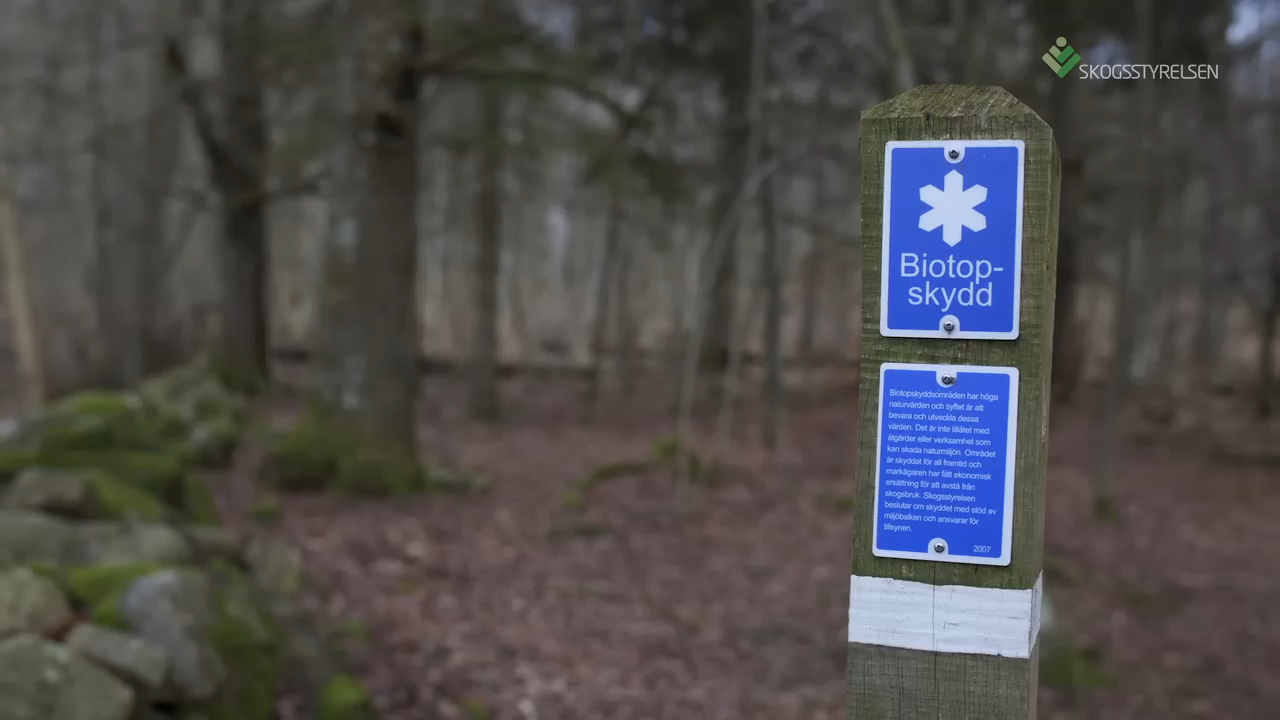 SKOGSSTYRELSEN
Biotop-
skydd
Biotopskyddsområden har höga
naturvärden och syftet är att
bevara och utveckla dessa
värden. Det är inte tillåtet med
åtgärder eller verksamhet som
kan skada naturmiljön. Området
är skyddat för all framtid och
markägaren har fått ekonomisk
ersättning för att avstå från
skogsbruk. Skogsstyrelsen
beslutar om skyddet med stöd av
miljöbalken och ansvarar för
tillsynen.
2007